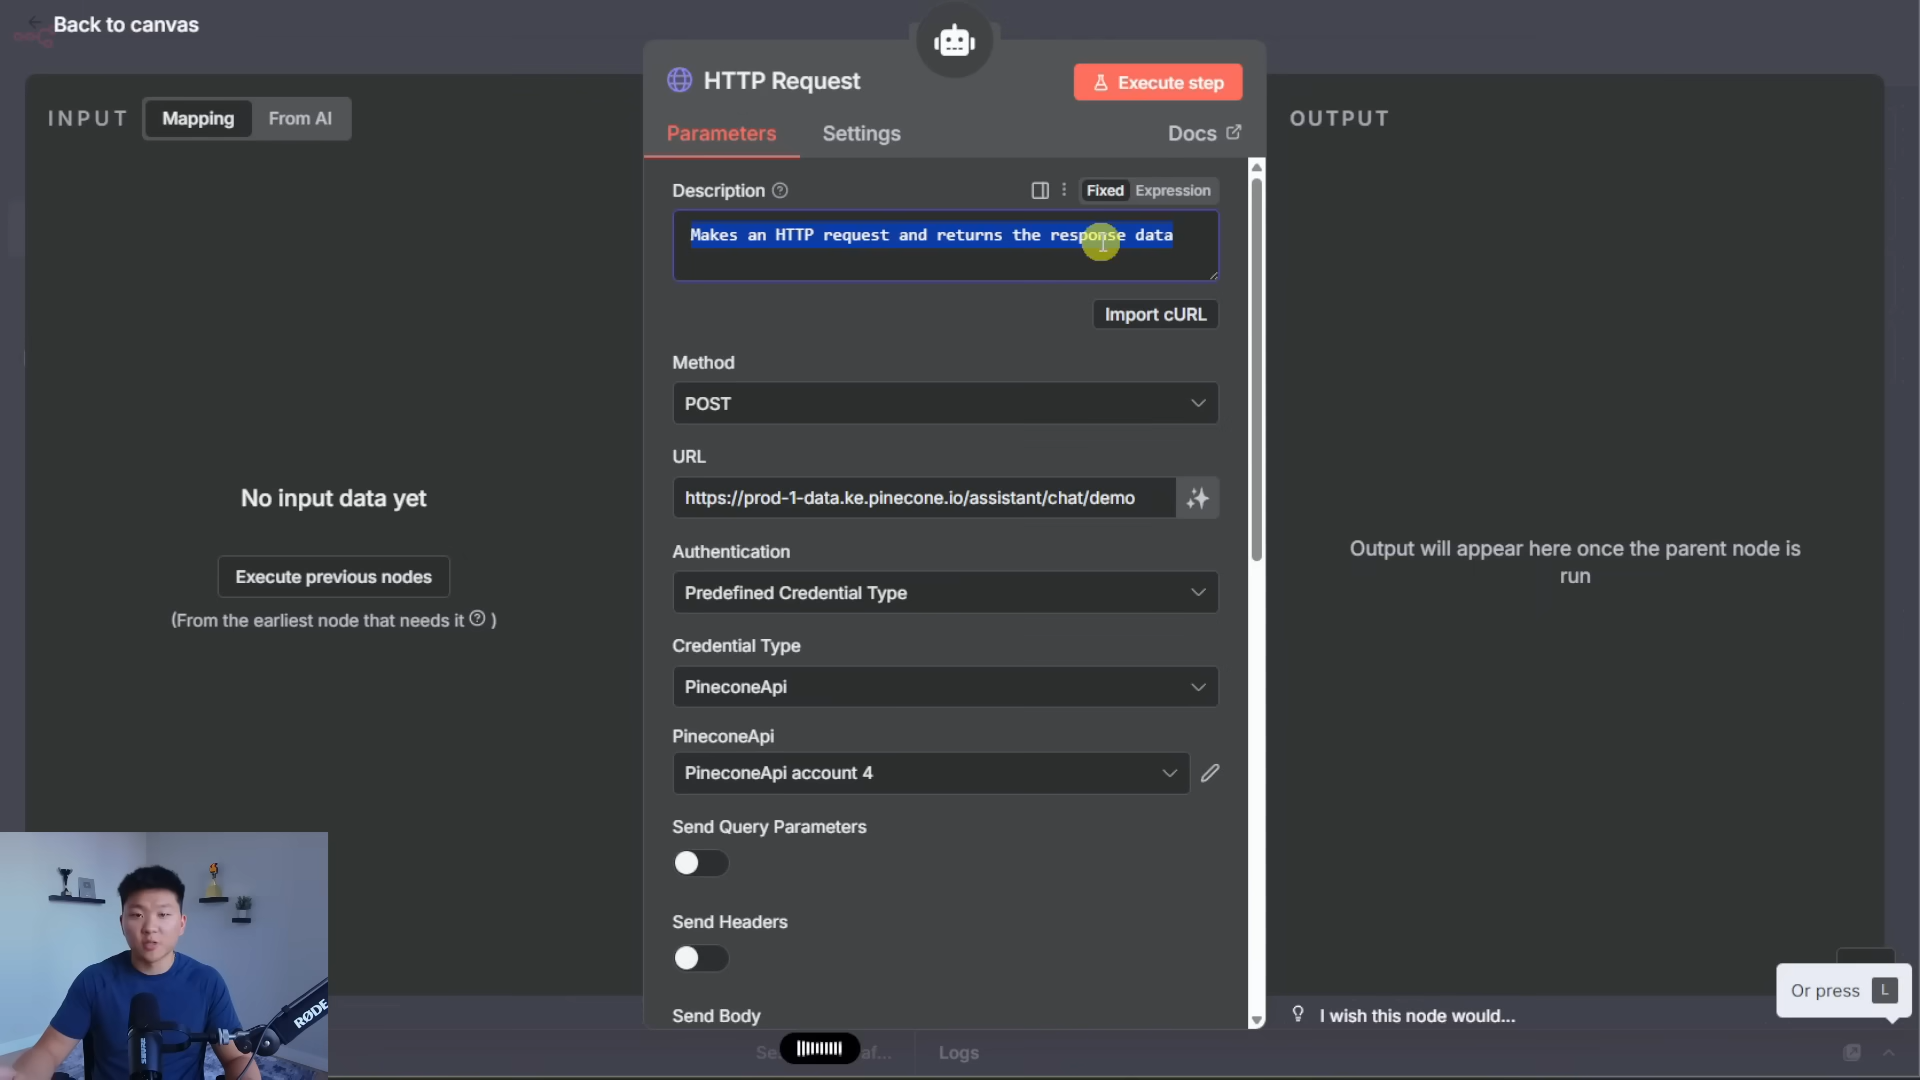 Back to canvas
INPUT
Mapping
From AI
No input data yet
Execute previous nodes
(From the earliest node that needs it ? )
HTTP Request
Execute step
Parameters
Settings
Docs
Description ?
Fixed
Expression
Makes an HTTP request and returns the response data
Import cURL
Method
POST
URL
https://prod-1-data.ke.pinecone.io/assistant/chat/demo
Authentication
Predefined Credential Type
Credential Type
PineconeApi
PineconeApi
PineconeApi account 4
Send Query Parameters
Send Headers
Send Body
OUTPUT
Output will appear here once the parent node is
run
I wish this node would...
Or press L
Logs
RØDE